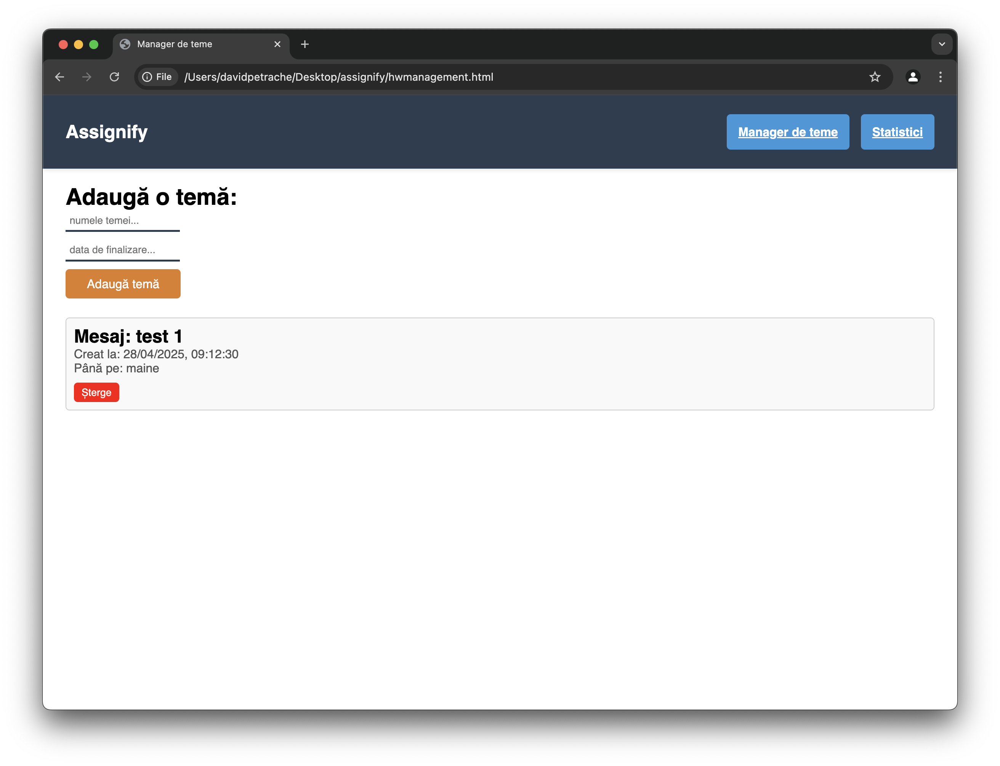 Manager de teme
File /Users/davidpetrache/Desktop/assignify/hwmanagement.html
Assignify
Manager de teme
Statistici
Adaugă o temă:
numele temei...
data de finalizare...
Adaugă temă
Mesaj: test 1
Creat la: 28/04/2025, 09:12:30
Până pe: maine
Șterge